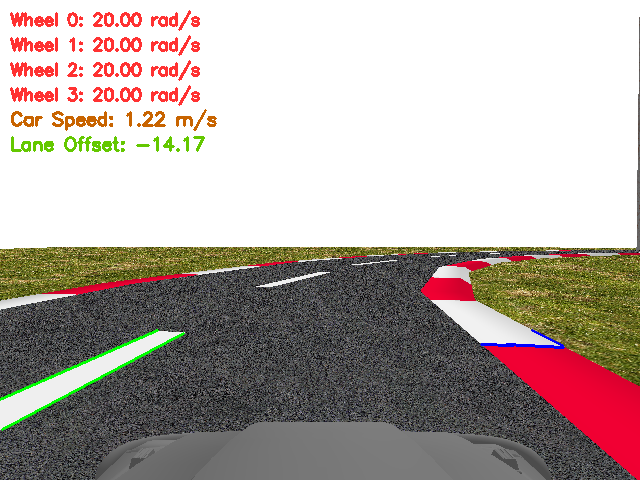 Wheel 0: 20.00 rad/s
Wheel 1: 20.00 rad/s
Wheel 2: 20.00 rad/s
Wheel 3: 20.00 rad/s
Car Speed: 1.22 m/s
Lane Offset: -14.17